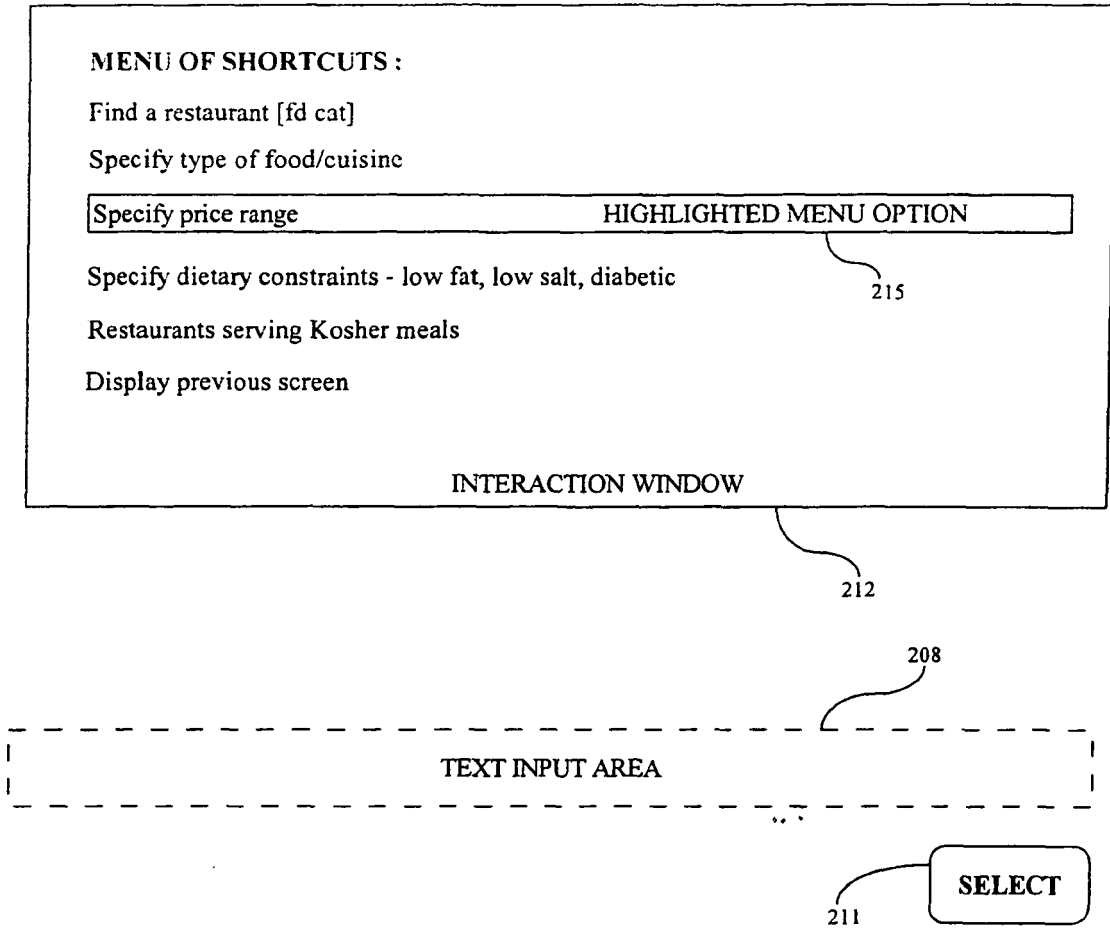 MENU OF SHORTCUTS :
Find a restaurant [fd cat]
Specify type of food/cuisine
Specify price range HIGHLIGHTED MENU OPTION
215
Specify dietary constraints - low fat, low salt, diabetic
Restaurants serving Kosher meals
Display previous screen
INTERACTION WINDOW
212
208
TEXT INPUT AREA
SELECT
211